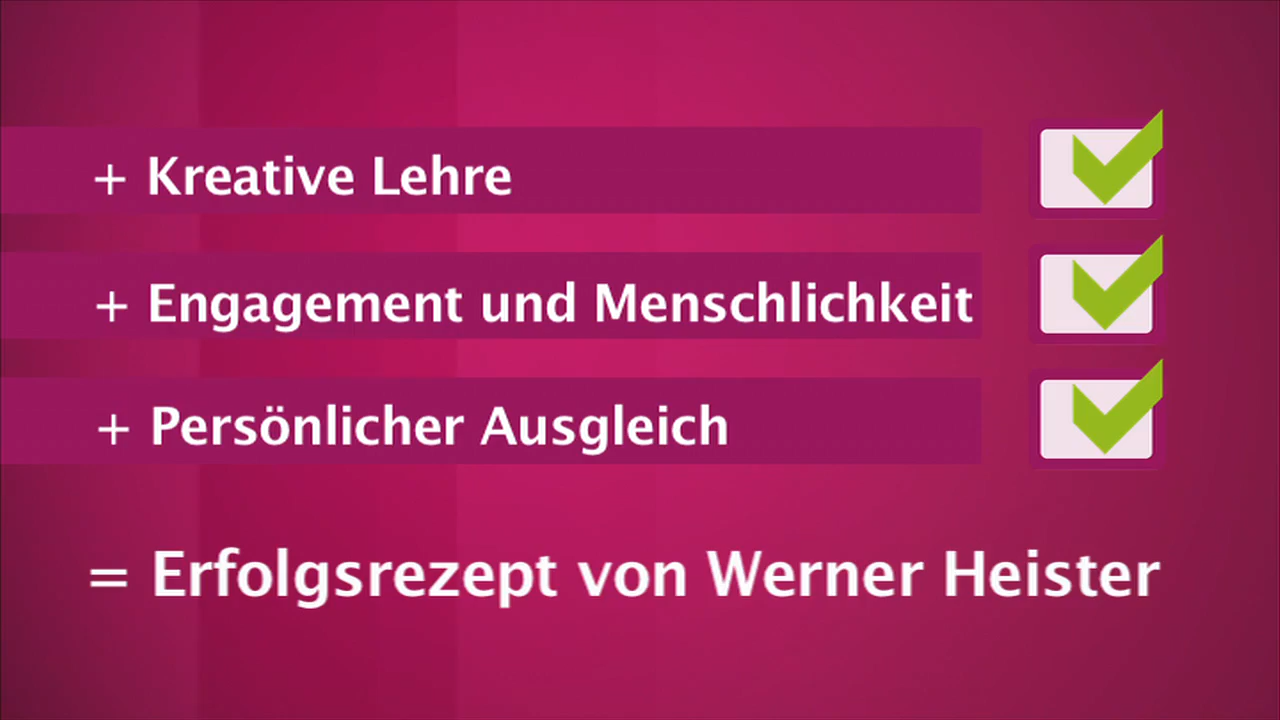 + Kreative Lehre
+ Engagement und Menschlichkeit
+ Persönlicher Ausgleich
= Erfolgsrezept von Werner Heister